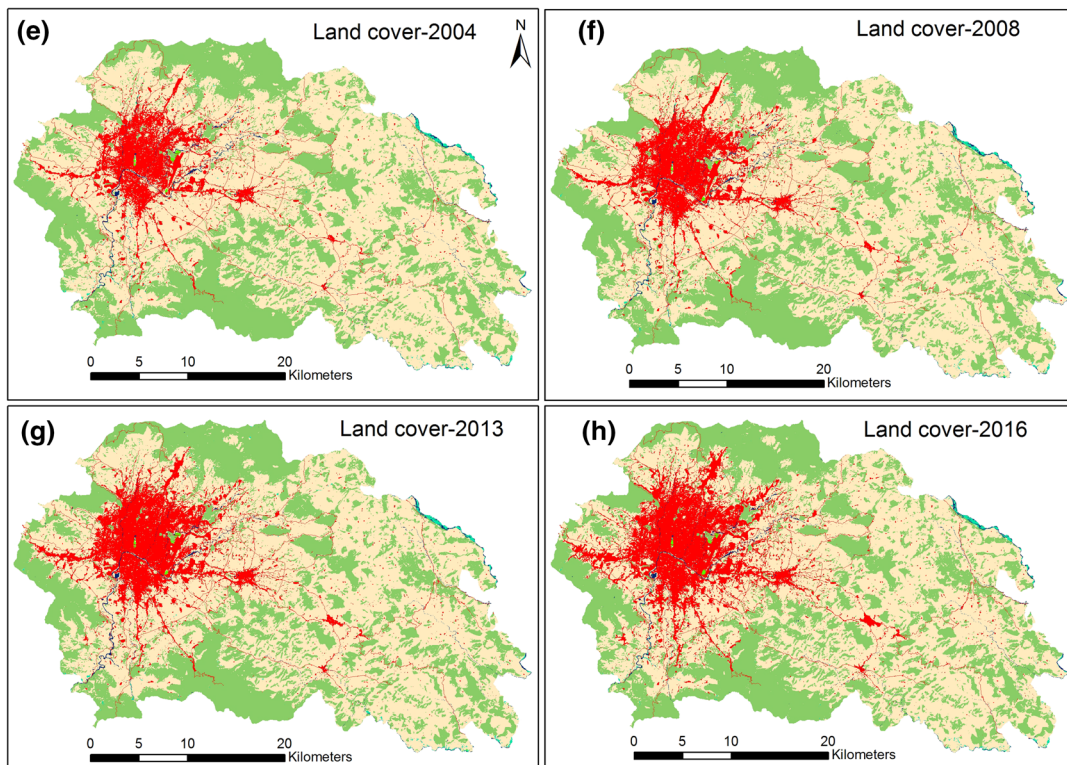 (e)
Land cover-2004
N
0 5 10 20
Kilometers
(f)
Land cover-2008
0 5 10 20
Kilometers
(g)
Land cover-2013
0 5 10 20
Kilometers
(h)
Land cover-2016
0 5 10 20
Kilometers